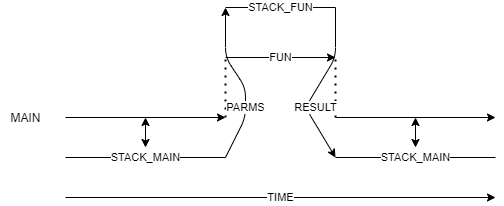 STACK_FUN
FUN
PARMS
RESULT
MAIN
STACK_MAIN
STACK_MAIN
TIME